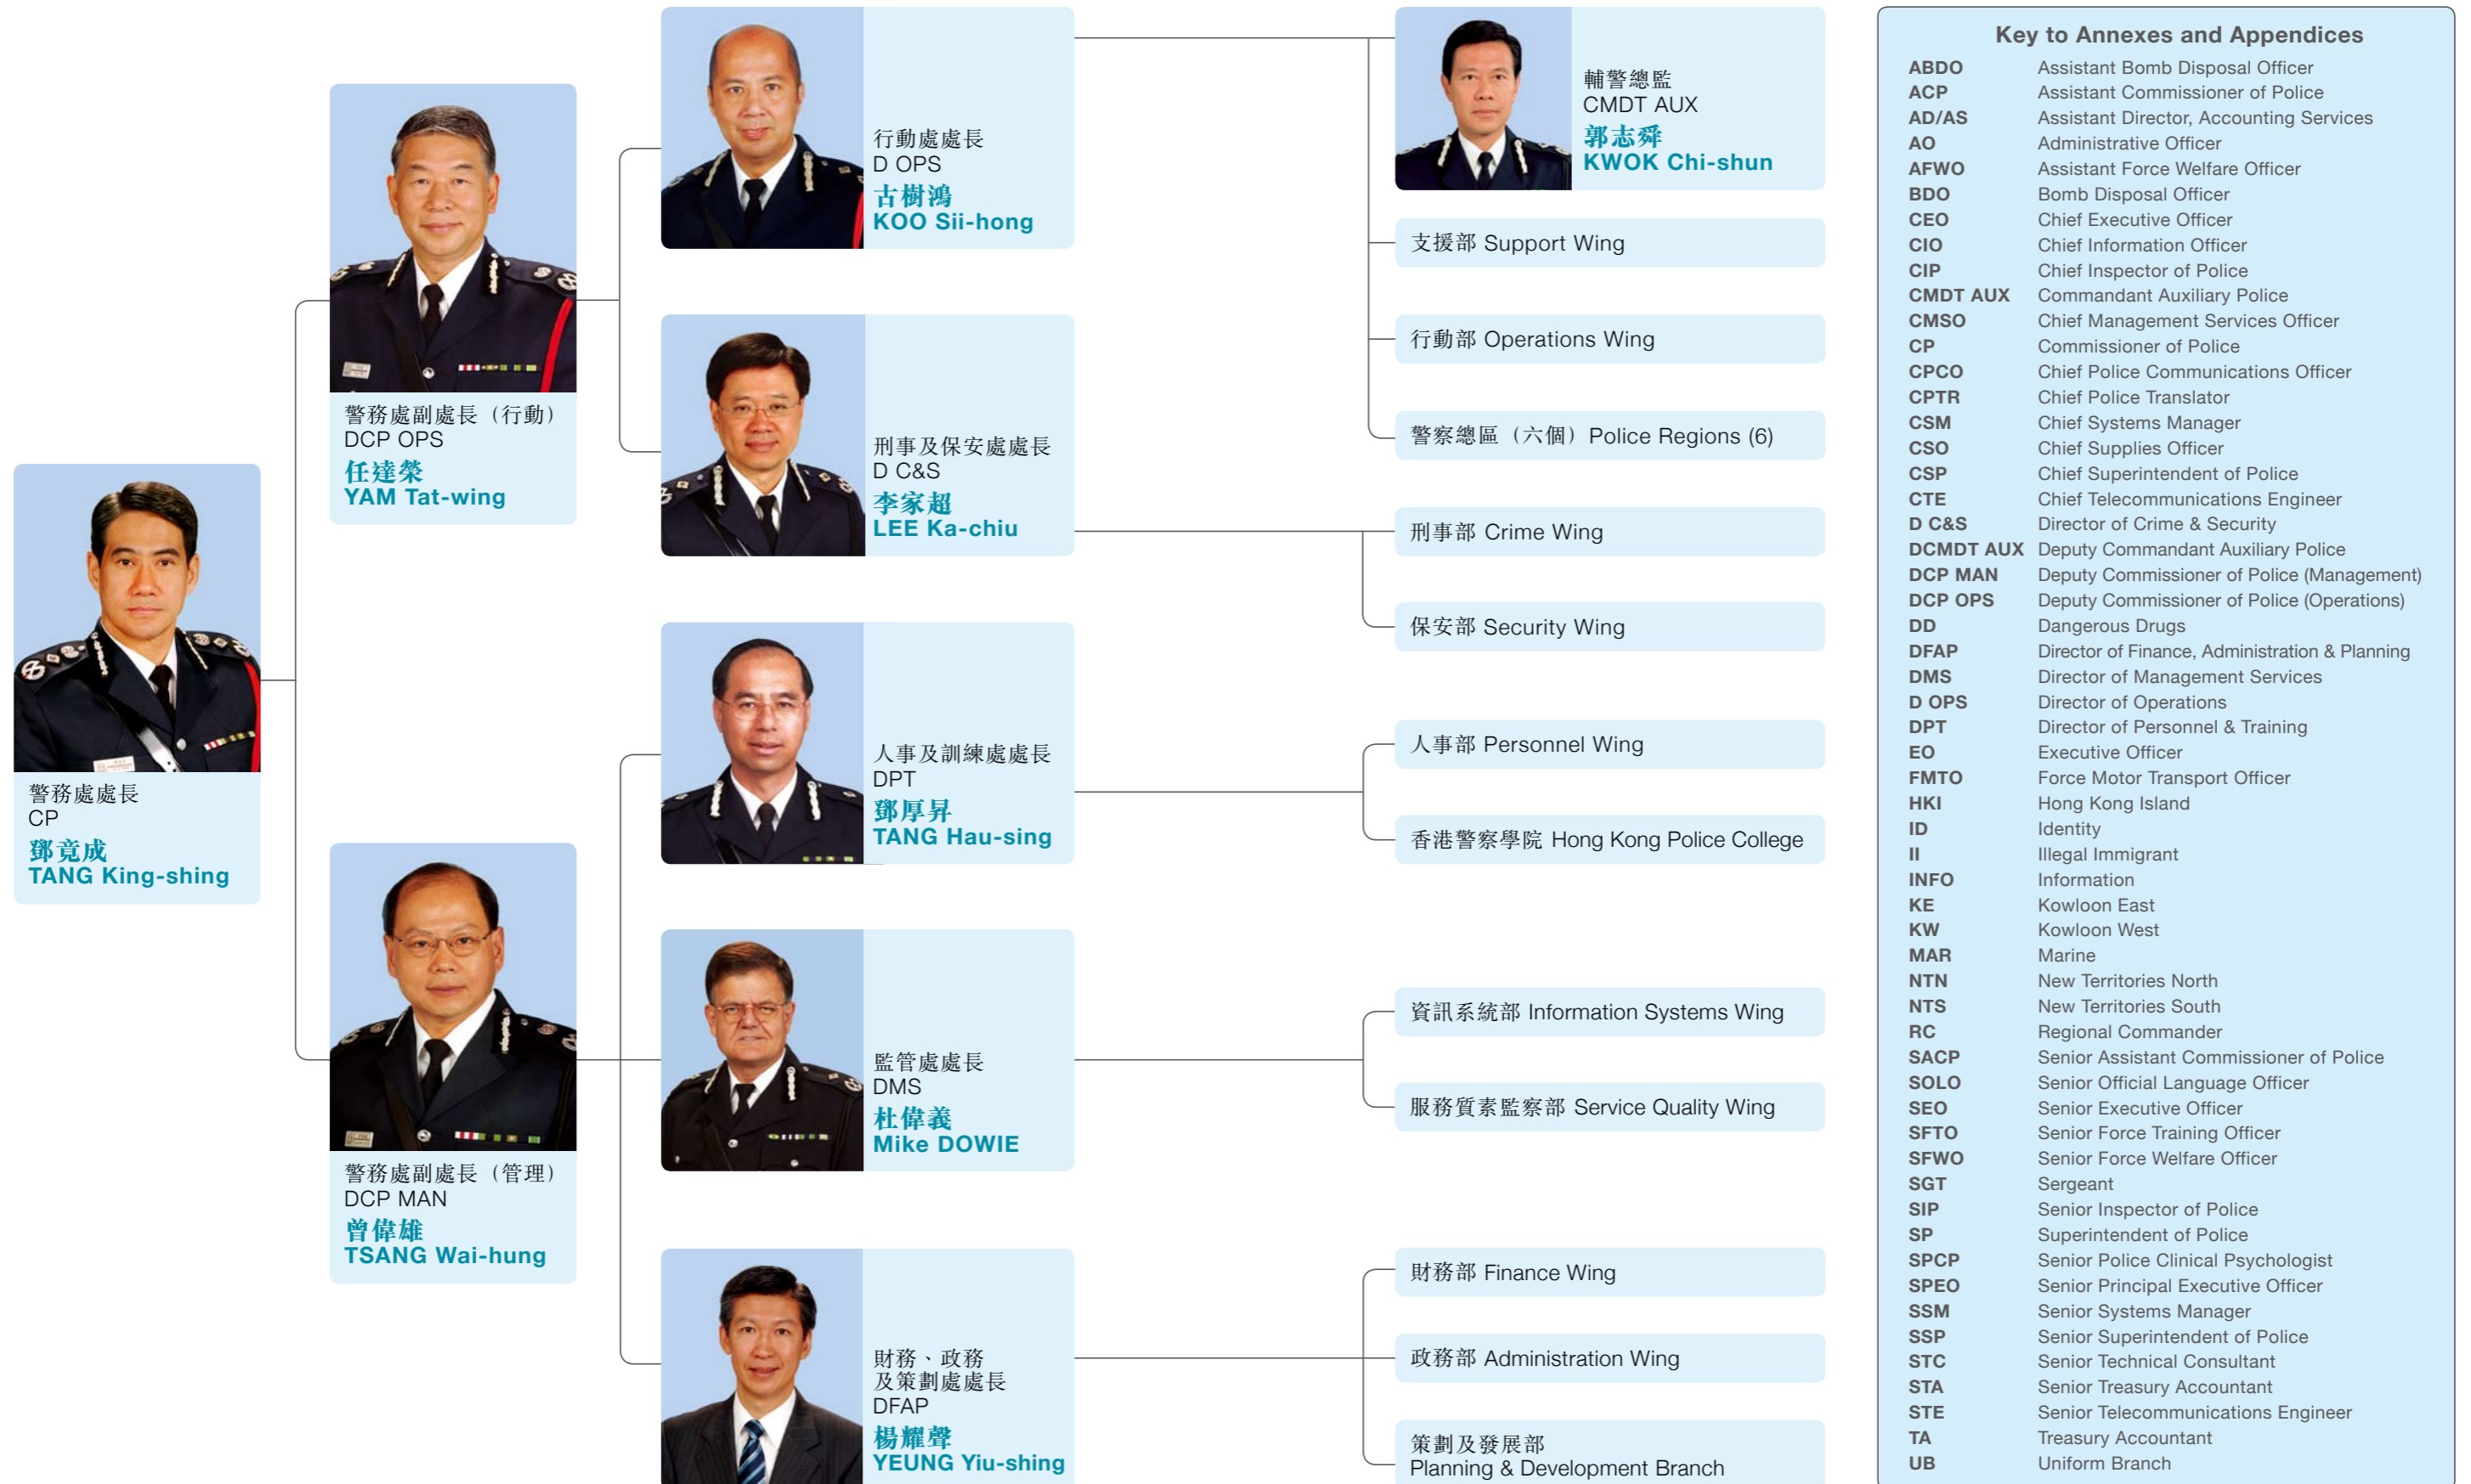 警務處處長
CP
鄧竟成
TANG King-shing
警務處副處長（行動）
DCP OPS
任達榮
YAM Tat-wing
警務處副處長（管理）
DCP MAN
曾偉雄
TSANG Wai-hung
行動處處長
D OPS
古樹鴻
KOO Sii-hong
刑事及保安處處長
D C&S
李家超
LEE Ka-chiu
人事及訓練處處長
DPT
鄧厚昇
TANG Hau-sing
監管處處長
DMS
杜偉義
Mike DOWIE
財務、政務
及策劃處處長
DFAP
楊耀聲
YEUNG Yiu-shing
輔警總監
CMDT AUX
郭志舜
KWOK Chi-shun
支援部 Support Wing
行動部 Operations Wing
警察總區（六個）Police Regions (6)
刑事部 Crime Wing
保安部 Security Wing
人事部 Personnel Wing
香港警察學院 Hong Kong Police College
資訊系統部 Information Systems Wing
服務質素監察部 Service Quality Wing
財務部 Finance Wing
政務部 Administration Wing
策劃及發展部
Planning & Development Branch
Key to Annexes and Appendices
ABDO Assistant Bomb Disposal Officer
ACP Assistant Commissioner of Police
AD/AS Assistant Director, Accounting Services
AO Administrative Officer
AFWO Assistant Force Welfare Officer
BDO Bomb Disposal Officer
CEO Chief Executive Officer
CIO Chief Information Officer
CIP Chief Inspector of Police
CMDT AUX Commandant Auxiliary Police
CMSO Chief Management Services Officer
CP Commissioner of Police
CPCO Chief Police Communications Officer
CPTR Chief Police Translator
CSM Chief Systems Manager
CSO Chief Supplies Officer
CSP Chief Superintendent of Police
CTE Chief Telecommunications Engineer
D C&S Director of Crime & Security
DCMDT AUX Deputy Commandant Auxiliary Police
DCP MAN Deputy Commissioner of Police (Management)
DCP OPS Deputy Commissioner of Police (Operations)
DD Dangerous Drugs
DFAP Director of Finance, Administration & Planning
DMS Director of Management Services
D OPS Director of Operations
DPT Director of Personnel & Training
EO Executive Officer
FMTO Force Motor Transport Officer
HKI Hong Kong Island
ID Identity
II Illegal Immigrant
INFO Information
KE Kowloon East
KW Kowloon West
MAR Marine
NTN New Territories North
NTS New Territories South
RC Regional Commander
SACP Senior Assistant Commissioner of Police
SOLO Senior Official Language Officer
SEO Senior Executive Officer
SFTO Senior Force Training Officer
SFWO Senior Force Welfare Officer
SGT Sergeant
SIP Senior Inspector of Police
SP Superintendent of Police
SPCP Senior Police Clinical Psychologist
SPEO Senior Principal Executive Officer
SSM Senior Systems Manager
SSP Senior Superintendent of Police
STC Senior Technical Consultant
STA Senior Treasury Accountant
STE Senior Telecommunications Engineer
TA Treasury Accountant
UB Uniform Branch